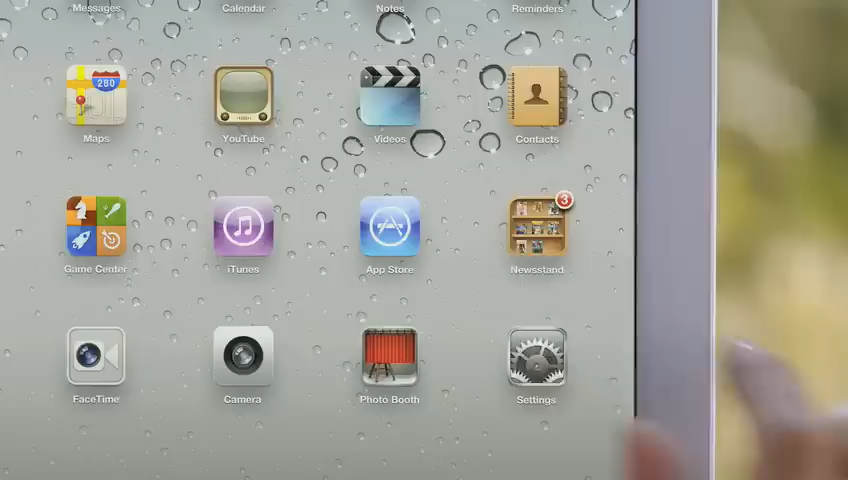 Messages Calendar Notes Reminders
280
Maps YouTube Videos Contacts
3
Game Center iTunes App Store Newsstand
FaceTime Camera Photo Booth Settings